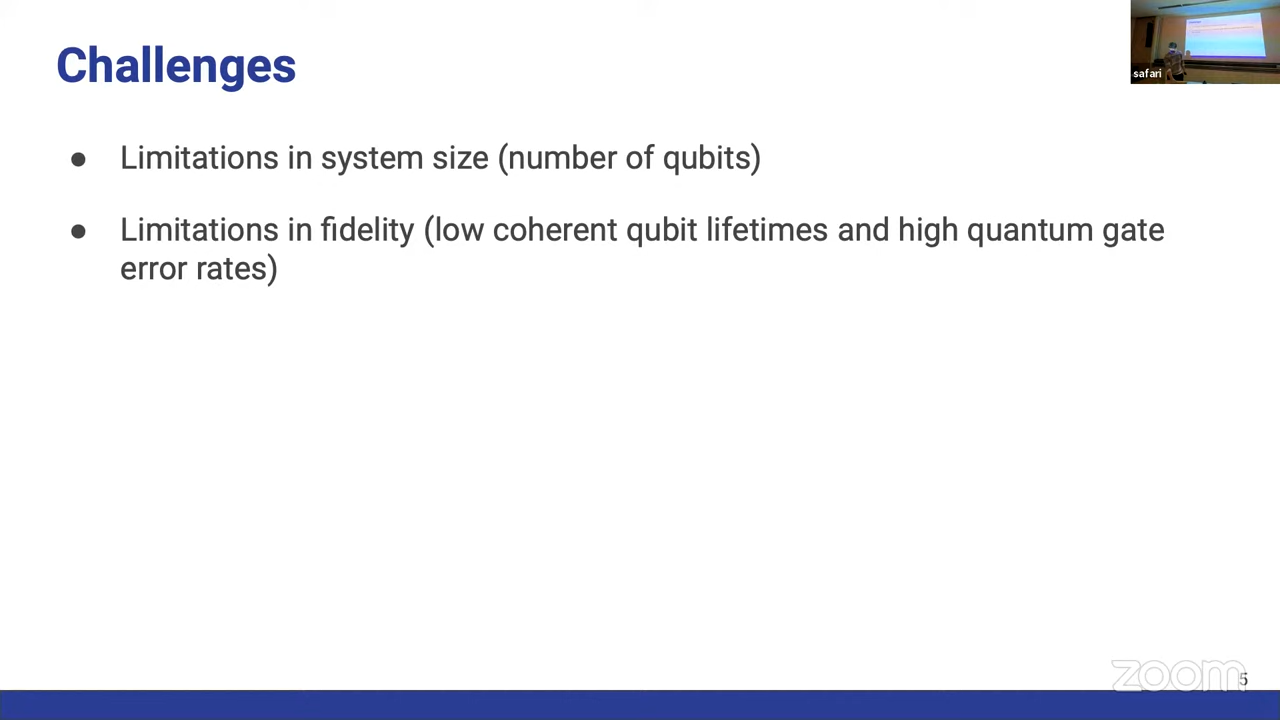 Challenges
safari
● Limitations in system size (number of qubits)
● Limitations in fidelity (low coherent qubit lifetimes and high quantum gate
error rates)
zoom
5